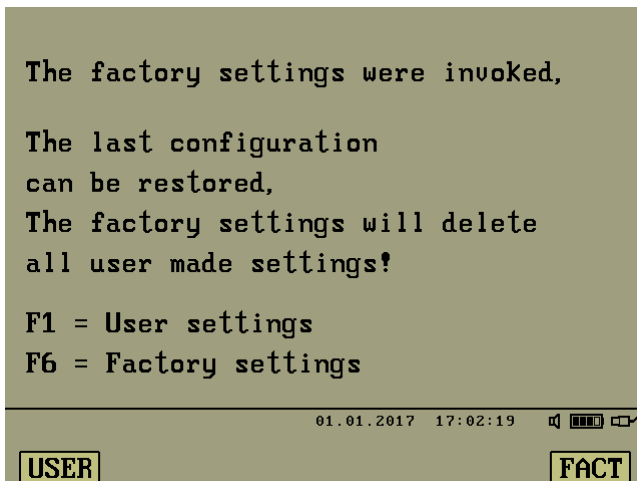 The factory settings were invoked,
The last configuration
can be restored,
The factory settings will delete
all user made settings!
F1 = User settings
F6 = Factory settings
01.01.2017 17:02:19
USER FACT